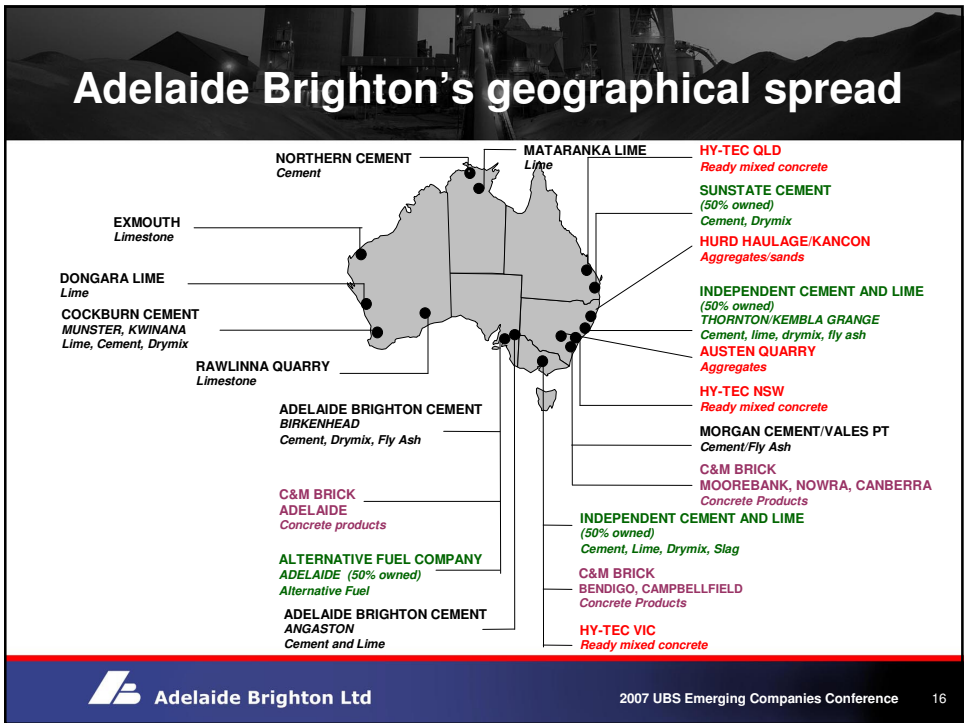 Adelaide Brighton's geographical spread
NORTHERN CEMENT
Cement
MATARANKA LIME
Lime
EXMOUTH
Limestone
DONGARA LIME
Lime
COCKBURN CEMENT
MUNSTER, KWINANA
Lime, Cement, Drymix
RAWLINNA QUARRY
Limestone
ADELAIDE BRIGHTON CEMENT
BIRKENHEAD
Cement, Drymix, Fly Ash
C&M BRICK
ADELAIDE
Concrete products
ALTERNATIVE FUEL COMPANY
ADELAIDE (50% owned)
Alternative Fuel
ADELAIDE BRIGHTON CEMENT
ANGASTON
Cement and Lime
HY-TEC QLD
Ready mixed concrete
SUNSTATE CEMENT
(50% owned)
Cement, Drymix
HURD HAULAGE/KANCON
Aggregates/sands
INDEPENDENT CEMENT AND LIME
(50% owned)
THORNTON/KEMBLA GRANGE
Cement, lime, drymix, fly ash
AUSTEN QUARRY
Aggregates
HY-TEC NSW
Ready mixed concrete
MORGAN CEMENT/VALES PT
Cement/Fly Ash
C&M BRICK
MOOREBANK, NOWRA, CANBERRA
Concrete Products
INDEPENDENT CEMENT AND LIME
(50% owned)
Cement, Lime, Drymix, Slag
C&M BRICK
BENDIGO, CAMPBELLFIELD
Concrete Products
HY-TEC VIC
Ready mixed concrete
Adelaide Brighton Ltd
2007 UBS Emerging Companies Conference 16